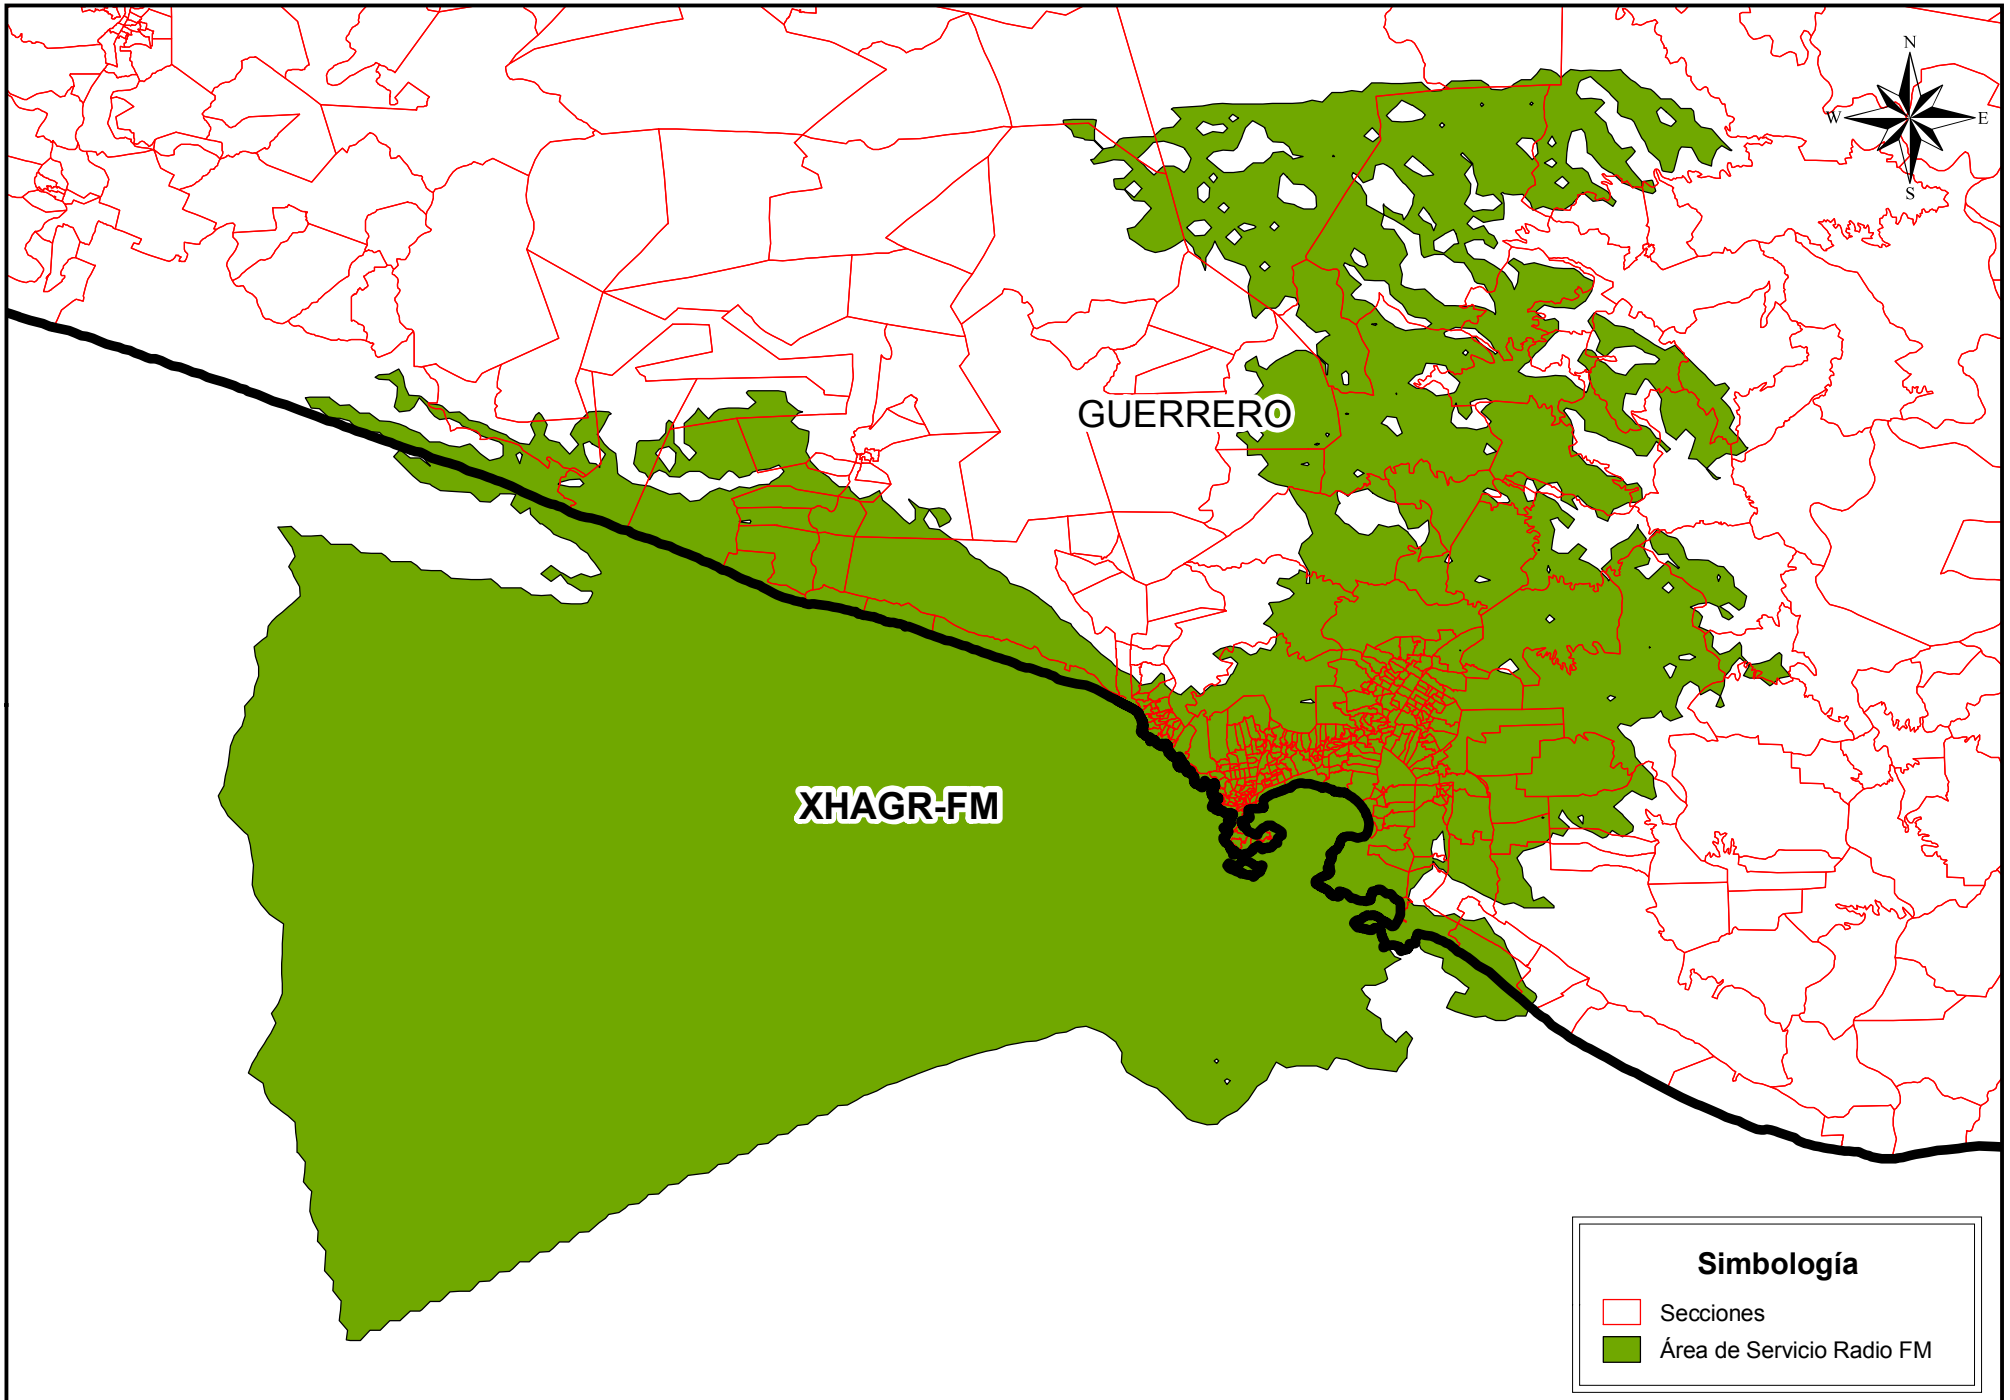 N
W E
S
GUERRERO
XHAGR-FM
Simbología
Secciones
Área de Servicio Radio FM